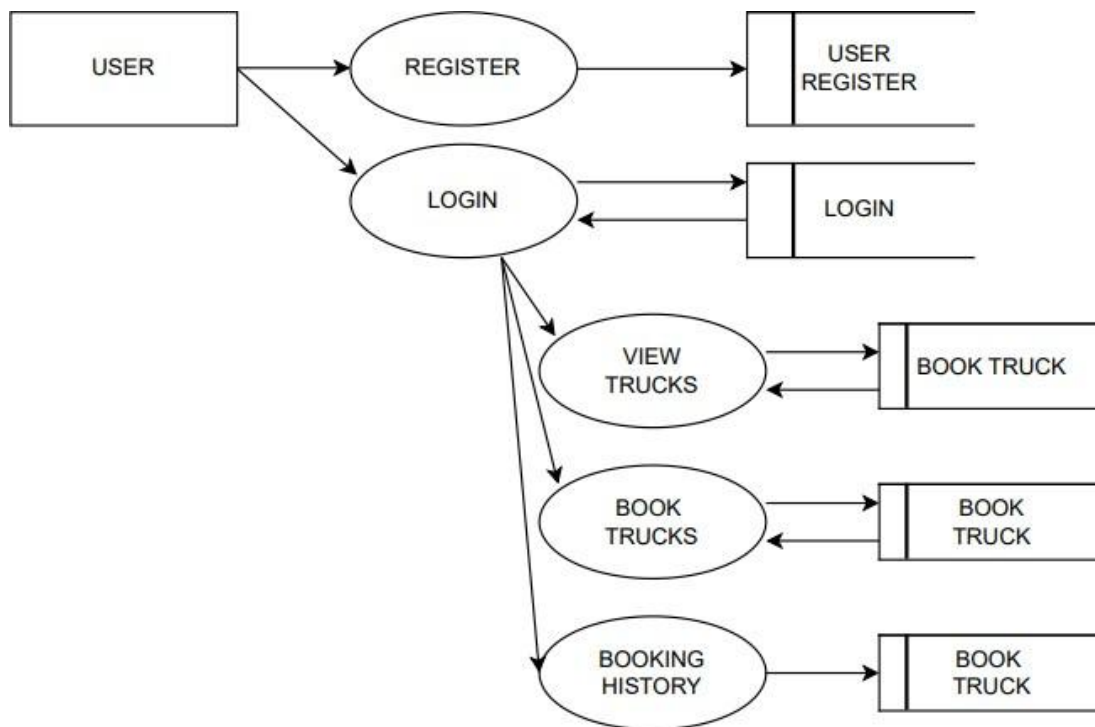 USER
REGISTER
USER
REGISTER
LOGIN
LOGIN
VIEW
TRUCKS
BOOK TRUCK
BOOK
TRUCKS
BOOK
TRUCK
BOOKING
HISTORY
BOOK
TRUCK